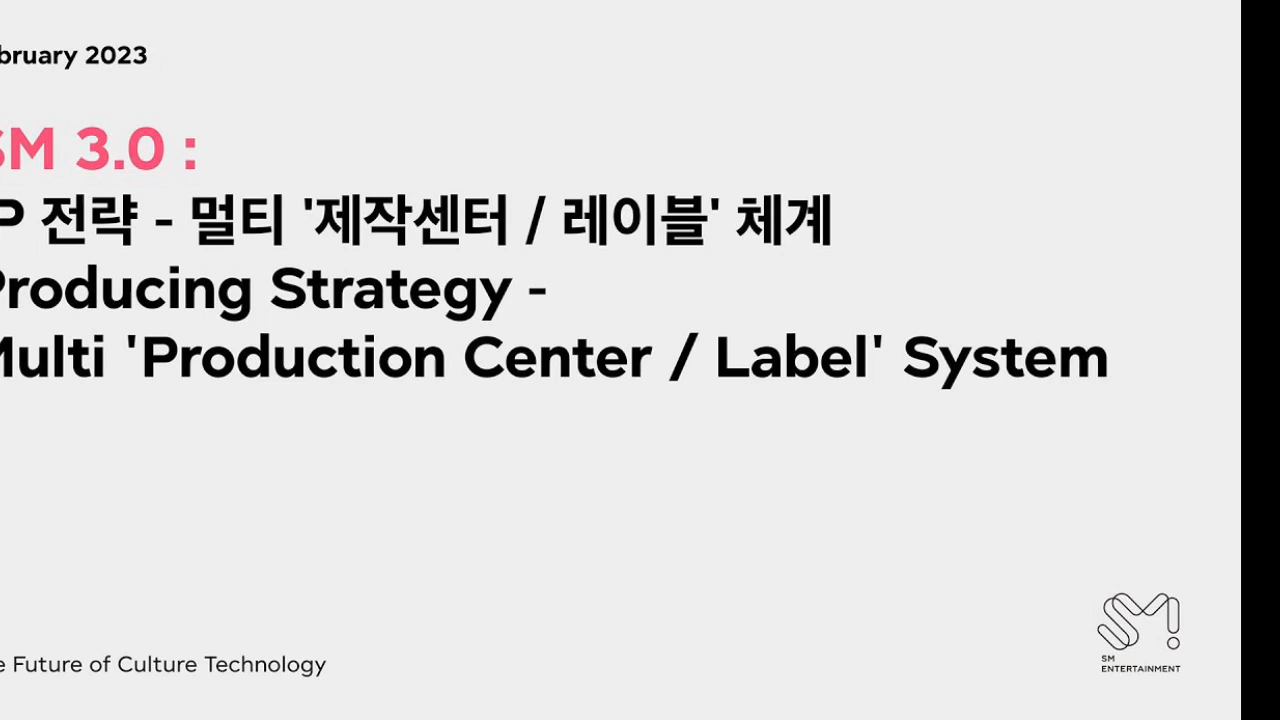 bruary 2023
SM 3.0 :
P 전략 - 멀티 '제작센터 / 레이블' 체계
Producing Strategy -
Multi 'Production Center / Label' System
e Future of Culture Technology
SM
ENTERTAINMENT